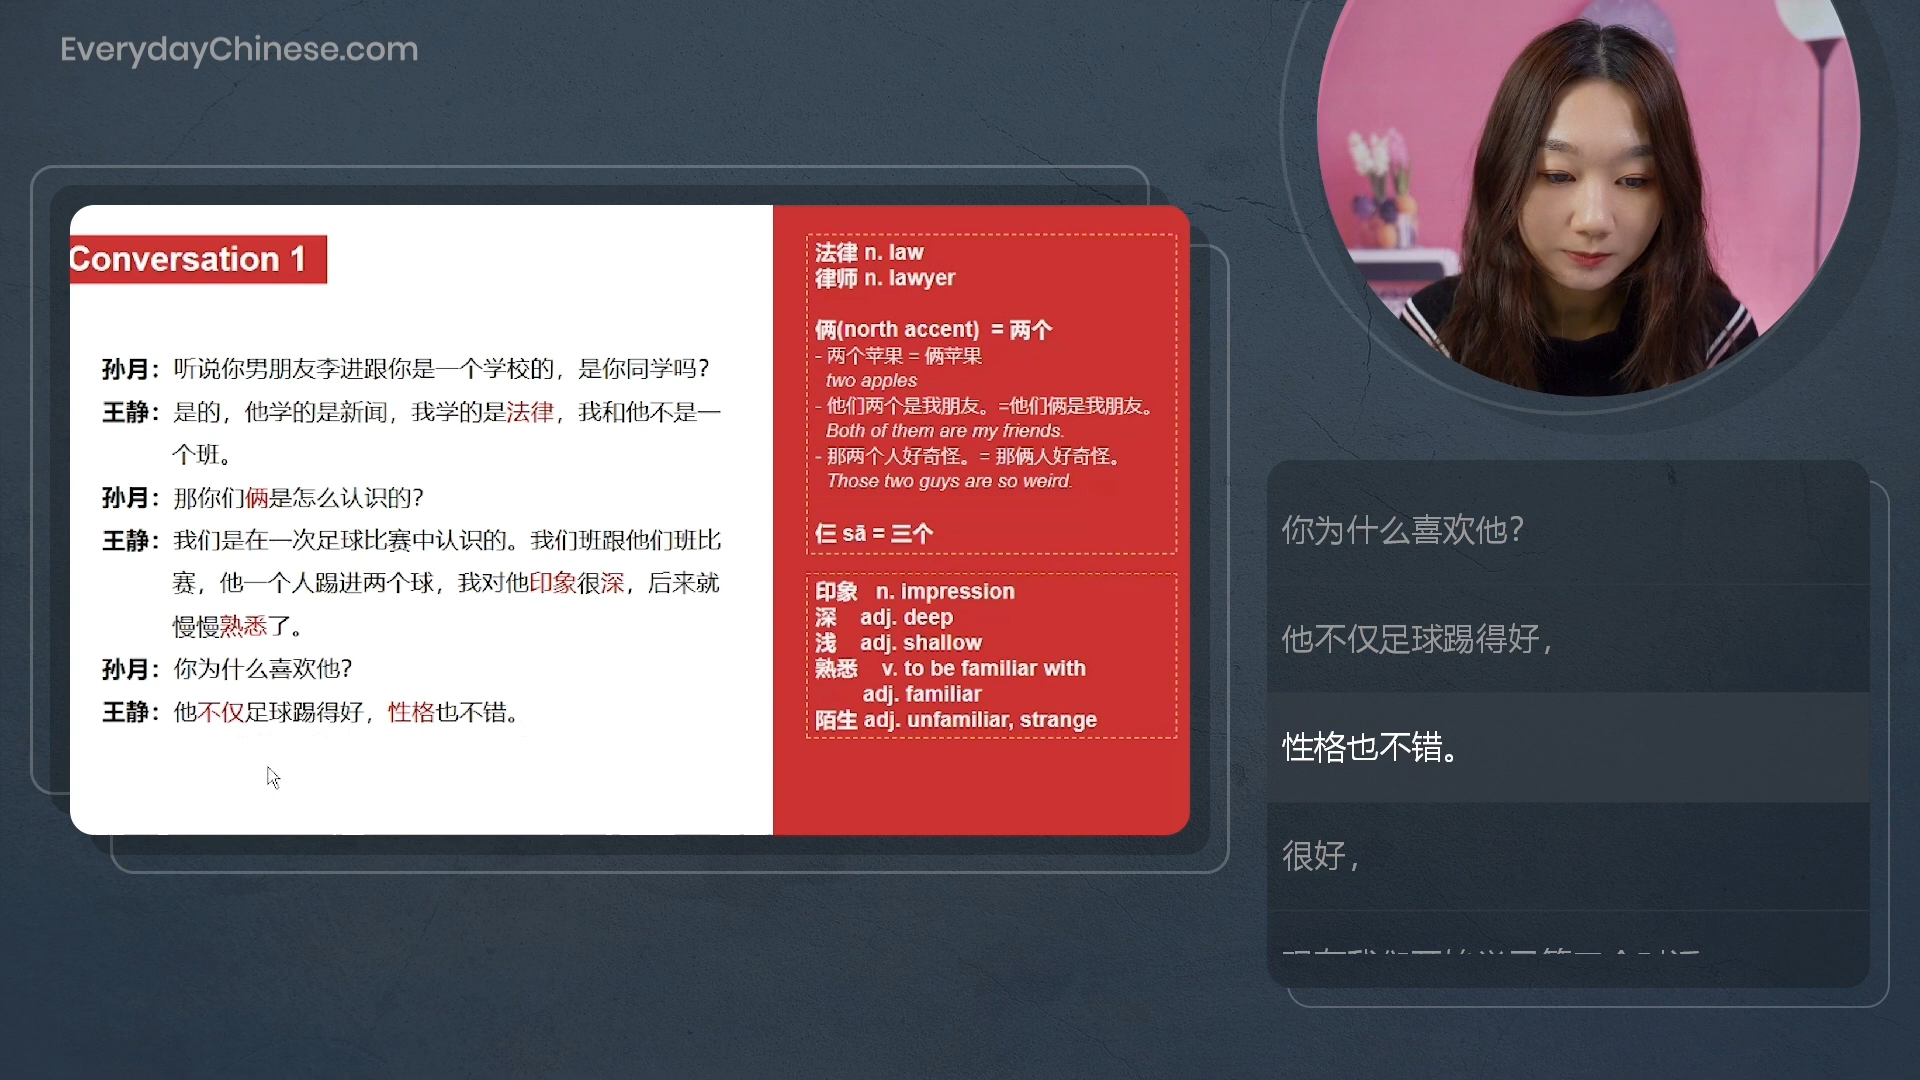 EverydayChinese.com
Conversation 1
孙月：听说你男朋友李进跟你是一个学校的，是你同学吗？
王静：是的，他学的是新闻，我学的是法律，我和他不是一
个班。
孙月：那你们俩是怎么认识的？
王静：我们是在一次足球比赛中认识的。我们班跟他们班比
赛，他一个人踢进两个球，我对他印象很深，后来就
慢慢熟悉了。
孙月：你为什么喜欢他？
王静：他不仅足球踢得好，性格也不错。
法律 n. law
律师 n. lawyer
俩(north accent) = 两个
- 两个苹果 = 俩苹果
two apples
- 他们两个是我朋友。=他们俩是我朋友。
Both of them are my friends.
- 那两个人好奇怪。= 那俩人好奇怪。
Those two guys are so weird.
仨 sā = 三个
印象 n. impression
深 adj. deep
浅 adj. shallow
熟悉 v. to be familiar with
adj. familiar
陌生 adj. unfamiliar, strange
你为什么喜欢他？
他不仅足球踢得好，
性格也不错。
很好，